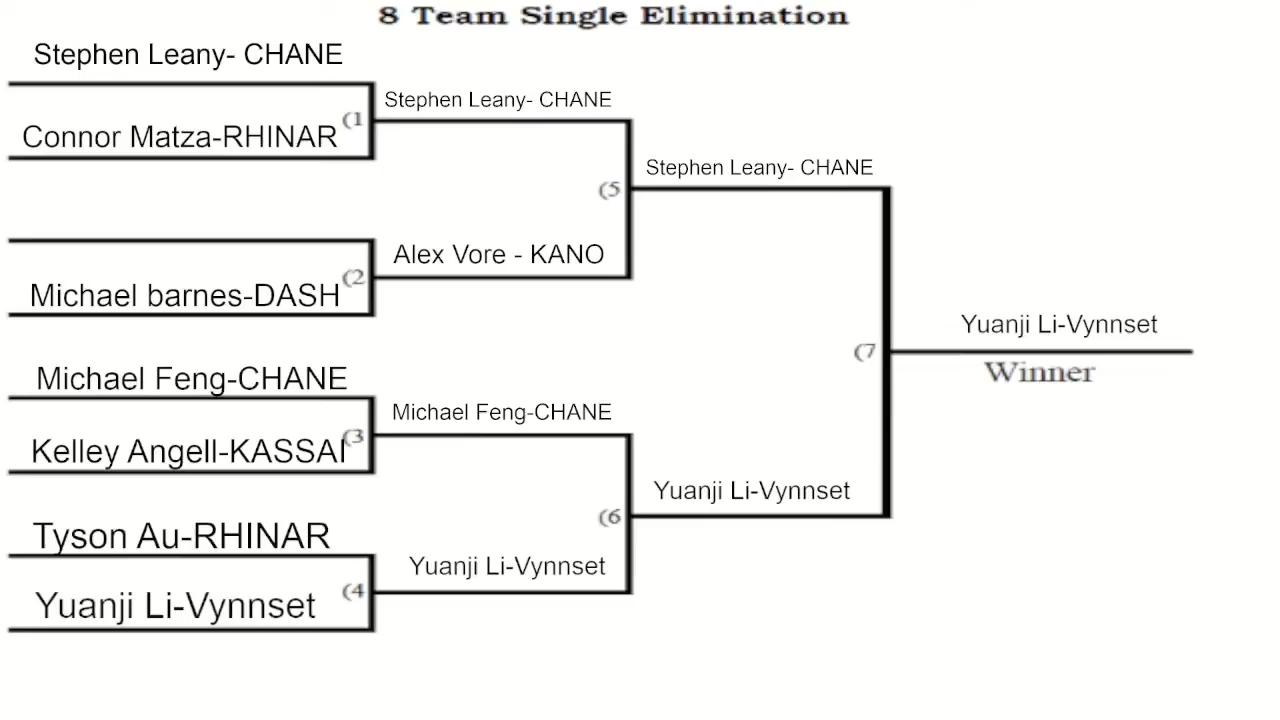 8 Team Single Elimination
Stephen Leany- CHANE
Connor Matza-RHINAR
(1
Stephen Leany- CHANE
Michael barnes-DASH
(2
Alex Vore - KANO
(5
Stephen Leany- CHANE
Michael Feng-CHANE
Kelley Angell-KASSAI
(3
Michael Feng-CHANE
Tyson Au-RHINAR
Yuanji Li-Vynnset
(4
Yuanji Li-Vynnset
(6
Yuanji Li-Vynnset
(7
Yuanji Li-Vynnset
Winner